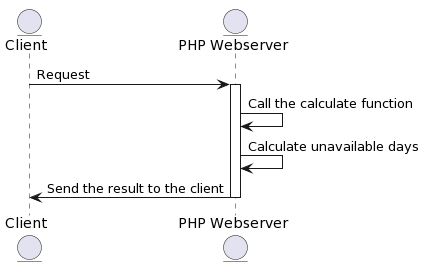 Client
PHP Webserver
Request
Call the calculate function
Calculate unavailable days
Send the result to the client
Client
PHP Webserver